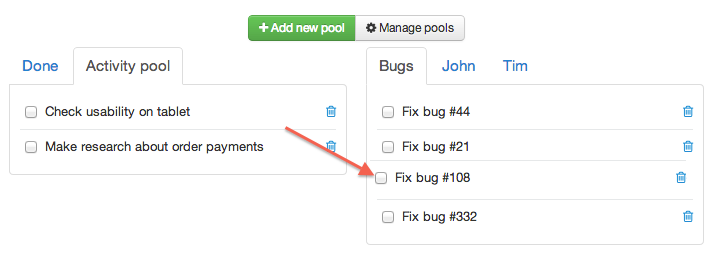 Add new pool Manage pools
Done Activity pool
Check usability on tablet
Make research about order payments
Bugs John Tim
Fix bug #44
Fix bug #21
Fix bug #108
Fix bug #332